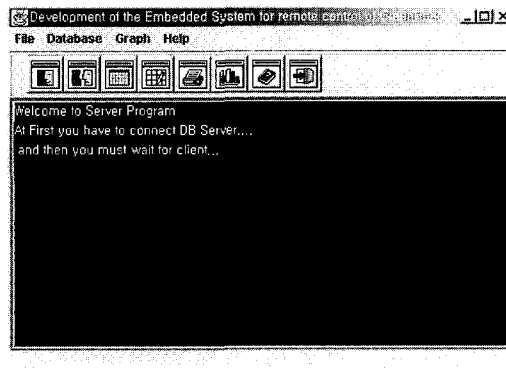 Development of the Embedded System for remote control of
File Database Graph Help
Welcome to Server Program
At First you have to connect DB Server....
and then you must wait for client...